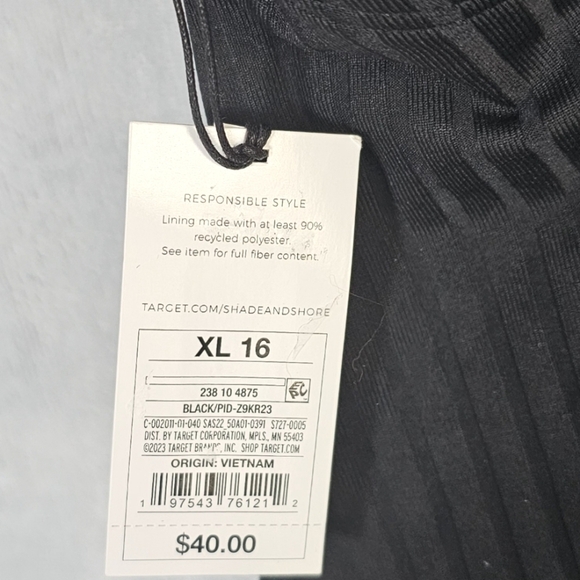 RESPONSIBLE STYLE
Lining made with at least 90%
recycled polyester.
See item for full fiber content.
TARGET.COM/SHADEANDSHORE
XL 16
238 10 4875
BLACK/PID-Z9KR23
C-002011-01-040 SAS22_50A01-0391 S727-0005
DIST. BY TARGET CORPORATION, MPLS., MN 55403
©2023 TARGET BRANDS, INC. SHOP TARGET.COM
ORIGIN: VIETNAM
1 97543 76121 2
$40.00